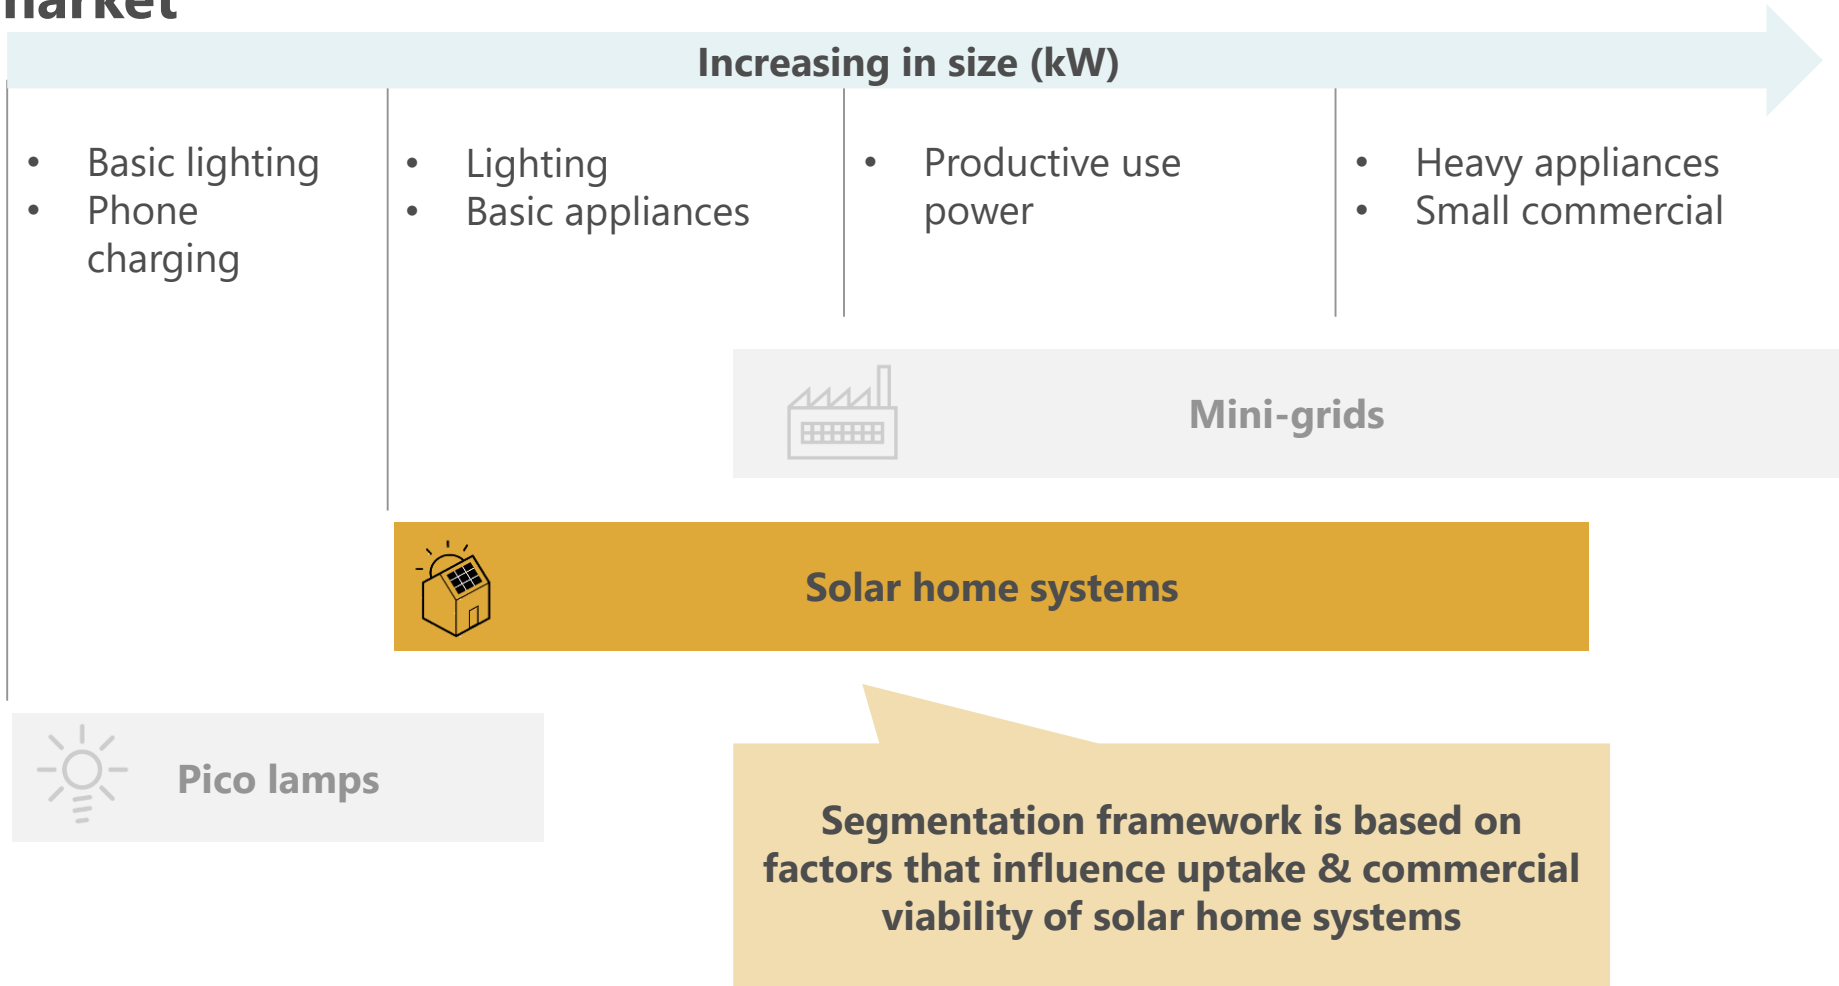 market
Increasing in size (kW)
• Basic lighting
• Phone
charging
• Lighting
• Basic appliances
• Productive use
power
• Heavy appliances
• Small commercial
Mini-grids
Solar home systems
Pico lamps
Segmentation framework is based on
factors that influence uptake & commercial
viability of solar home systems